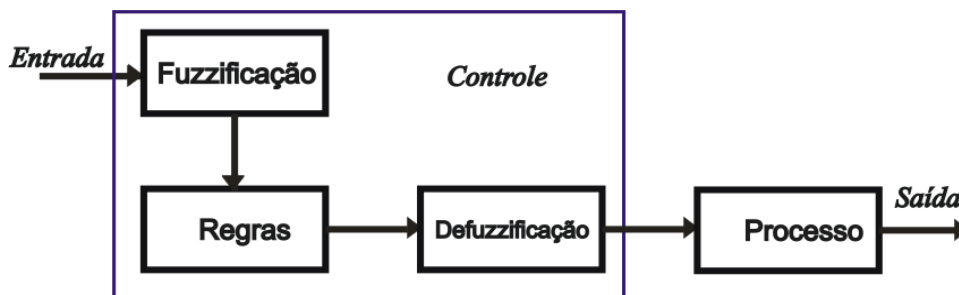 Entrada
Fuzzificação
Controle
Regras
Defuzzificação
Processo
Saída